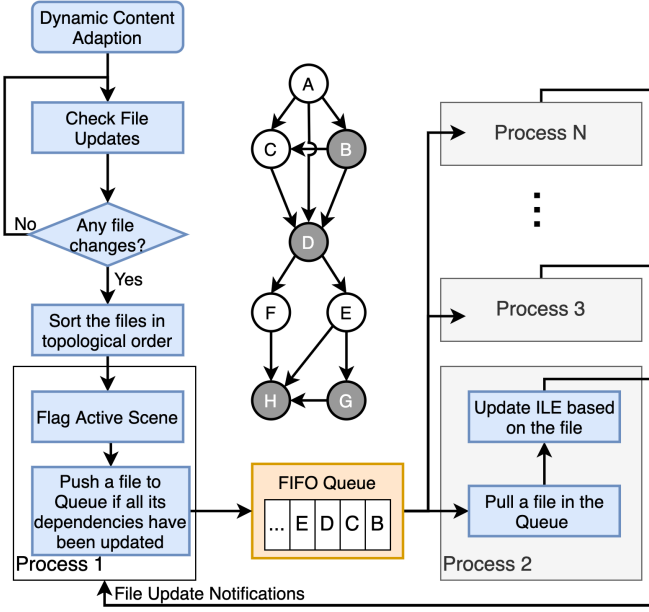 Dynamic Content
Adaption
Check File
Updates
No
Any file
changes?
Yes
Sort the files in
topological order
Flag Active Scene
Push a file to
Queue if all its
dependencies have
been updated
Process 1
A
C
B
D
F
E
H
G
FIFO Queue
... E D C B
Process N
Process 3
Update ILE based
on the file
Pull a file in the
Queue
Process 2
File Update Notifications